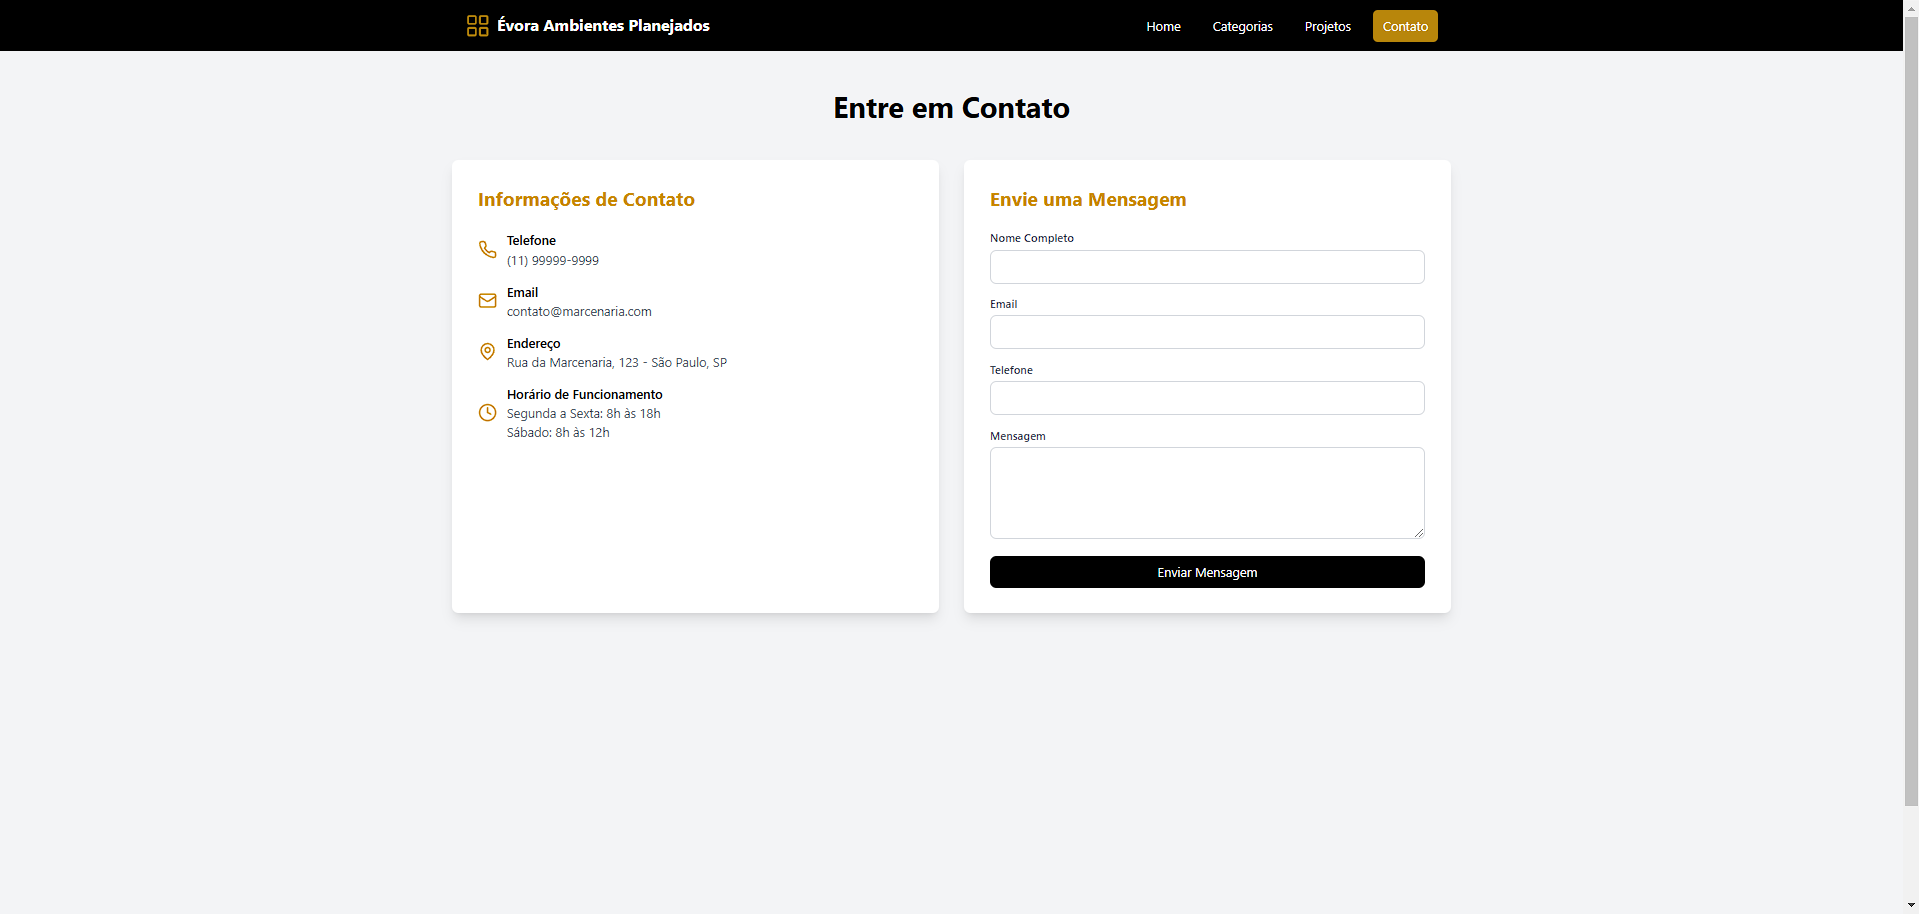 Évora Ambientes Planejados
Home
Categorias
Projetos
Contato
Entre em Contato
Informações de Contato
Telefone
(11) 99999-9999
Email
contato@marcenaria.com
Endereço
Rua da Marcenaria, 123 - São Paulo, SP
Horário de Funcionamento
Segunda a Sexta: 8h às 18h
Sábado: 8h às 12h
Envie uma Mensagem
Nome Completo
Email
Telefone
Mensagem
Enviar Mensagem